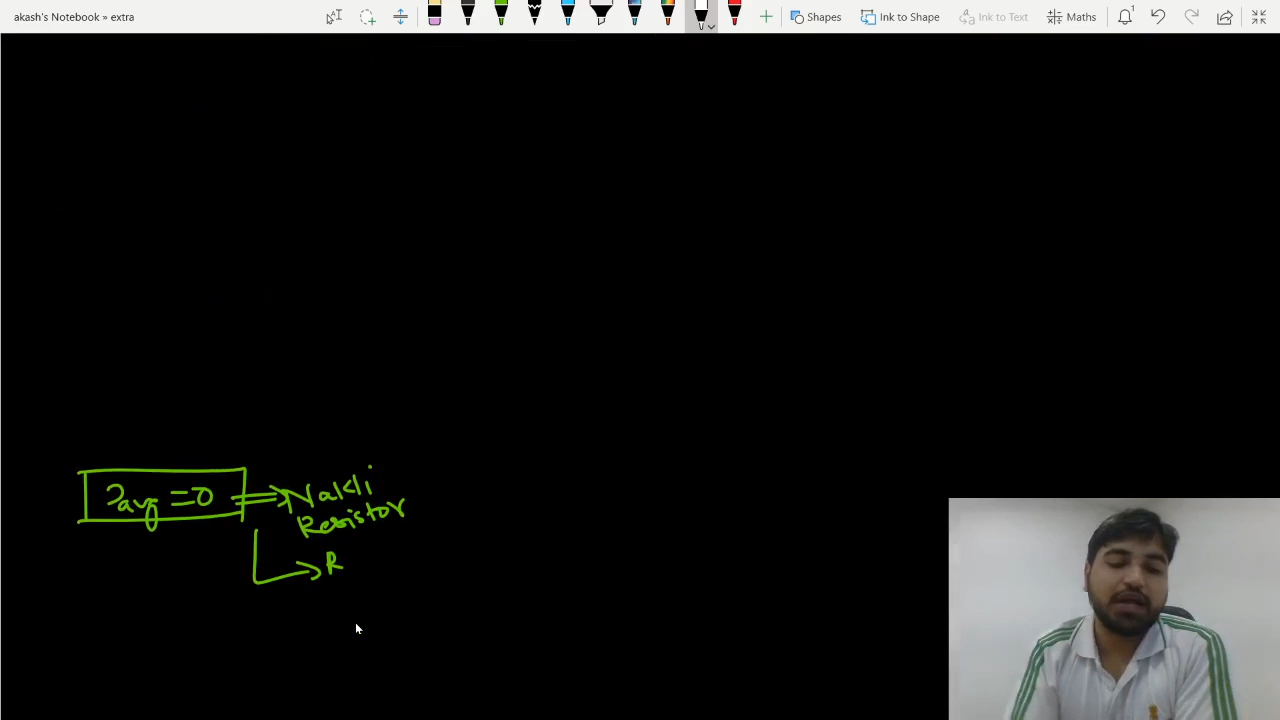 akash's Notebook » extra
Shapes
Ink to Shape
Ink to Text
Maths
Pavg = 0 ⇒ Nakli
Resistor
→ R